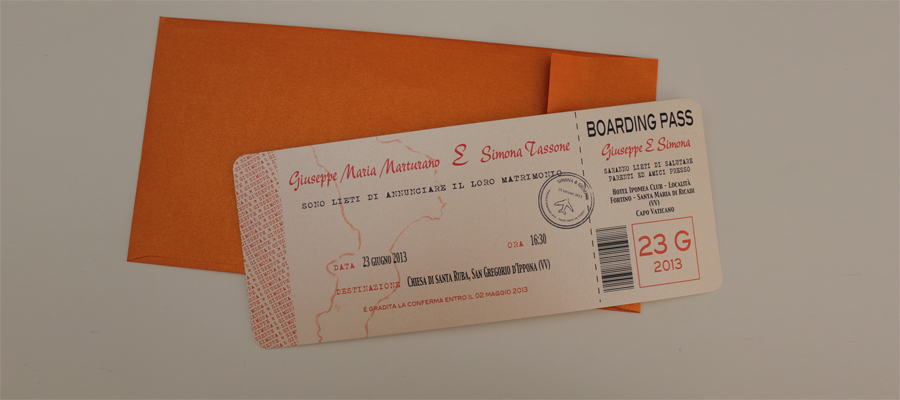 Giuseppe Maria Marturano E Simona Tassone
SONO LIETI DI ANNUNCIARE IL LORO MATRIMONIO
DATA 23 GIUGNO 2013
ORA 16:30
DESTINAZIONE CHIESA DI SANTA RUBA, SAN GREGORIO D'IPPONA (VV)
È GRADITA LA CONFERMA ENTRO IL 02 MAGGIO 2013
BOARDING PASS
Giuseppe E Simona
SARANNO LIETI DI SALUTARE
PARENTI ED AMICI PRESSO
HOTEL IPOMEA CLUB - LOCALITÀ
FORTINO - SANTA MARIA DI RICADI
(VV)
CAPO VATICANO
23 G
2013